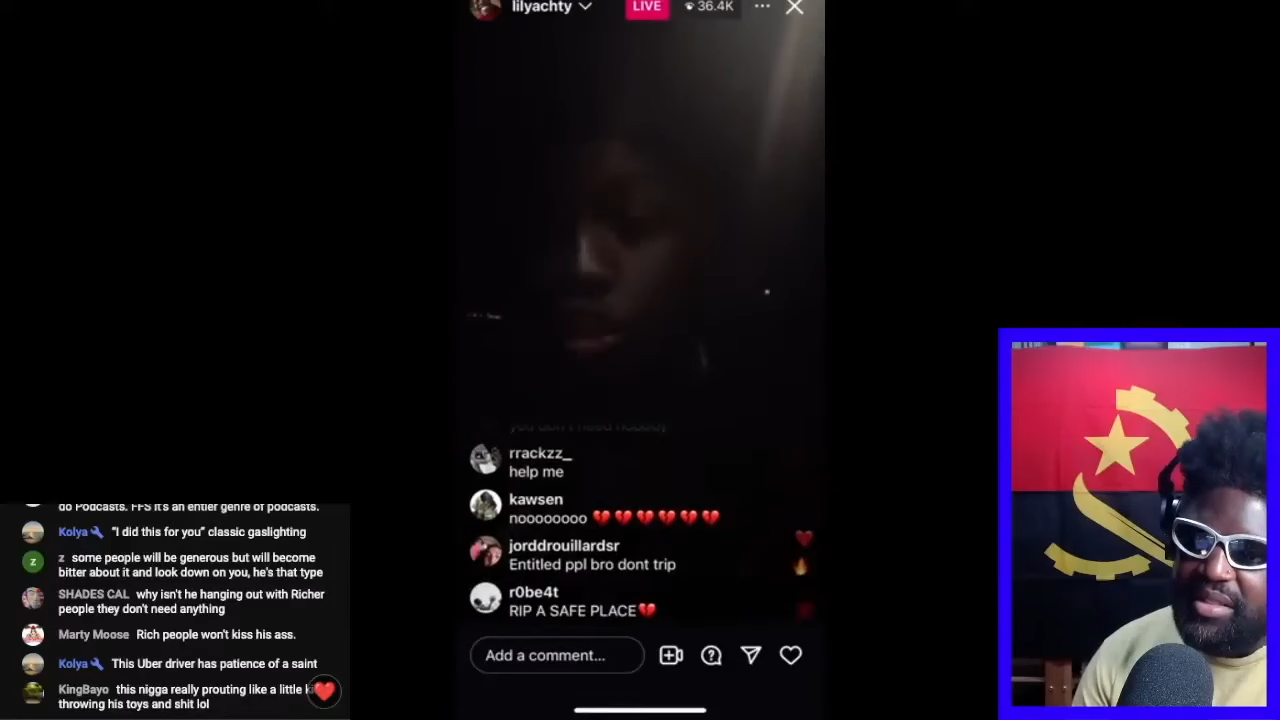 lilyachty
LIVE
36.4K
you don't need nobody
rrackzz_
help me
kawsen
noooooooo 💔💔💔💔💔💔
jorddrouillardsr
Entitled ppl bro dont trip
r0be4t
RIP A SAFE PLACE💔
Add a comment...
do Podcasts. FFS it's an entier genre of podcasts.
Kolya "I did this for you" classic gaslighting
z some people will be generous but will become
bitter about it and look down on you, he's that type
SHADES CAL why isn't he hanging out with Richer
people they don't need anything
Marty Moose Rich people won't kiss his ass.
Kolya This Uber driver has patience of a saint
KingBayo this nigga really prouting like a little
throwing his toys and shit lol